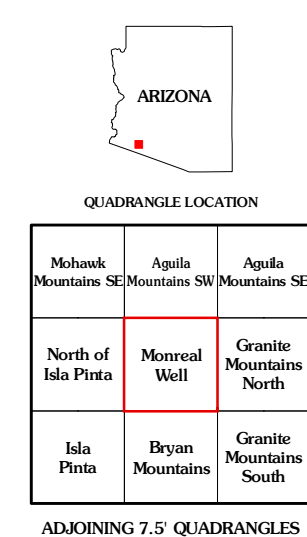 ARIZONA
QUADRANGLE LOCATION
Mohawk
Mountains SE
Aguila
Mountains SW
Aguila
Mountains SE
North of
Isla Pinta
Monreal
Well
Granite
Mountains
North
Isla
Pinta
Bryan
Mountains
Granite
Mountains
South
ADJOINING 7.5' QUADRANGLES